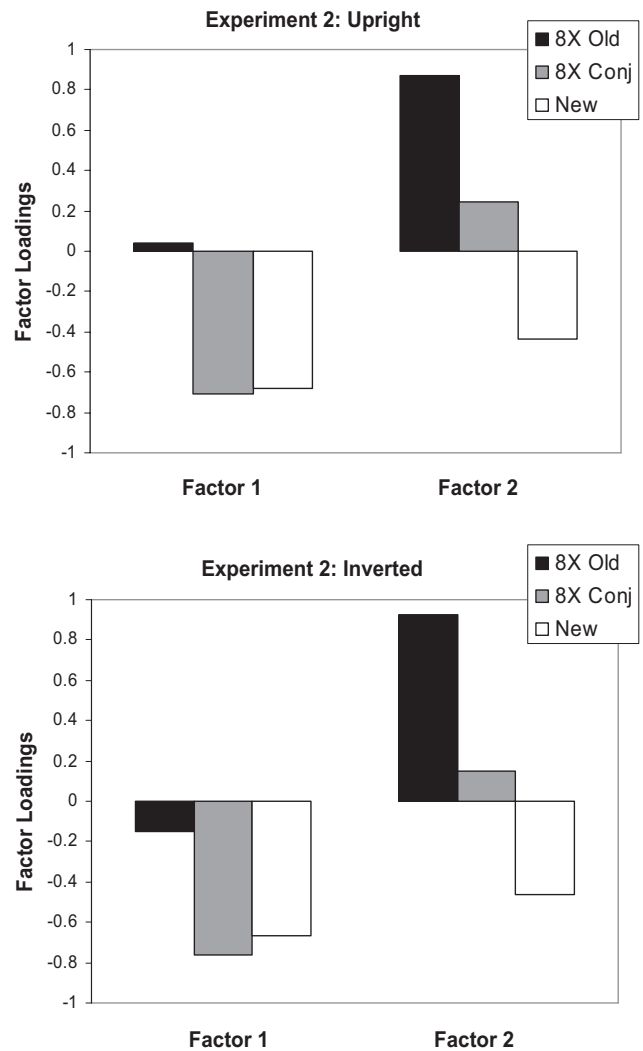 Experiment 2: Upright
8X Old
8X Conj
New
1
0.8
0.6
0.4
0.2
0
-0.2
-0.4
-0.6
-0.8
-1
Factor Loadings
Factor 1
Factor 2
Experiment 2: Inverted
8X Old
8X Conj
New
1
0.8
0.6
0.4
0.2
0
-0.2
-0.4
-0.6
-0.8
-1
Factor Loadings
Factor 1
Factor 2